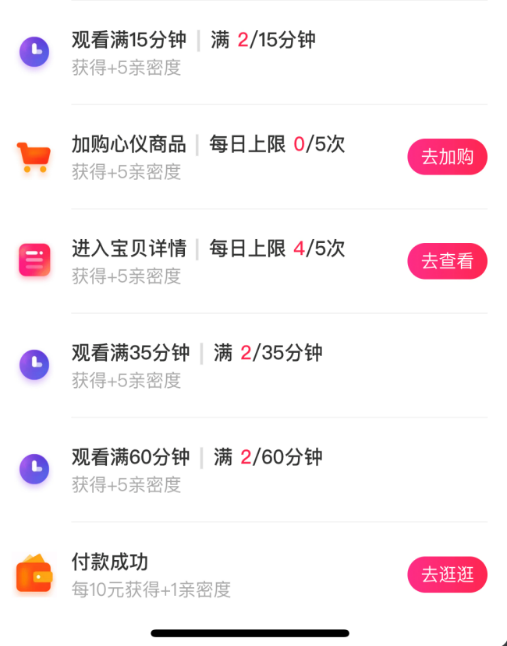 观看满15分钟 | 满 2/15分钟
获得+5亲密度
加购心仪商品 | 每日上限 0/5次
去加购
获得+5亲密度
进入宝贝详情 | 每日上限 4/5次
去查看
获得+5亲密度
观看满35分钟 | 满 2/35分钟
获得+5亲密度
观看满60分钟 | 满 2/60分钟
获得+5亲密度
付款成功
去逛逛
每10元获得+1亲密度